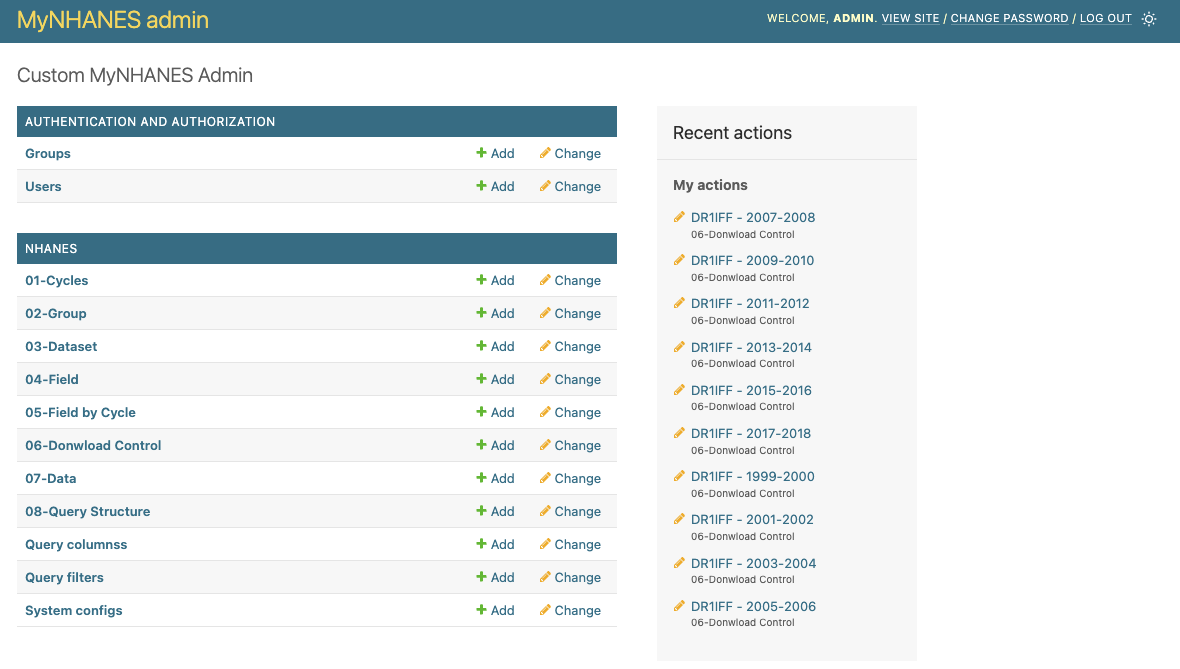 MyNHANES admin
WELCOME, ADMIN. VIEW SITE / CHANGE PASSWORD / LOG OUT
Custom MyNHANES Admin
AUTHENTICATION AND AUTHORIZATION
Groups Add Change
Users Add Change
NHANES
01-Cycles Add Change
02-Group Add Change
03-Dataset Add Change
04-Field Add Change
05-Field by Cycle Add Change
06-Donwload Control Add Change
07-Data Add Change
08-Query Structure Add Change
Query columnss Add Change
Query filters Add Change
System configs Add Change
Recent actions
My actions
DR1IFF - 2007-2008
06-Donwload Control
DR1IFF - 2009-2010
06-Donwload Control
DR1IFF - 2011-2012
06-Donwload Control
DR1IFF - 2013-2014
06-Donwload Control
DR1IFF - 2015-2016
06-Donwload Control
DR1IFF - 2017-2018
06-Donwload Control
DR1IFF - 1999-2000
06-Donwload Control
DR1IFF - 2001-2002
06-Donwload Control
DR1IFF - 2003-2004
06-Donwload Control
DR1IFF - 2005-2006
06-Donwload Control